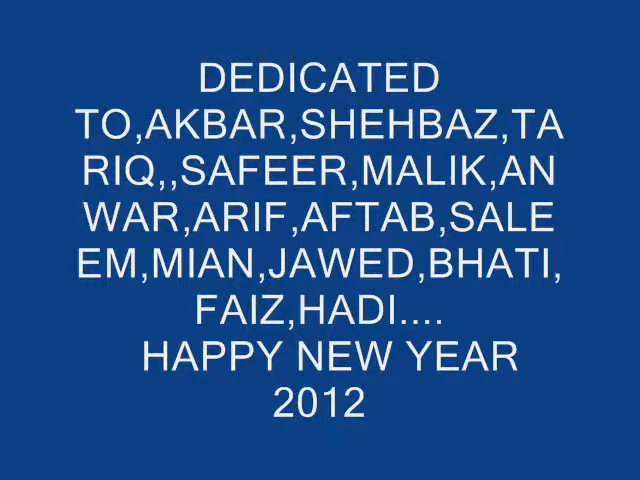 DEDICATED
TO,AKBAR,SHEHBAZ,TA
RIQ,,SAFEER,MALIK,AN
WAR,ARIF,AFTAB,SALE
EM,MIAN,JAWED,BHATI,
FAIZ,HADI....
HAPPY NEW YEAR
2012